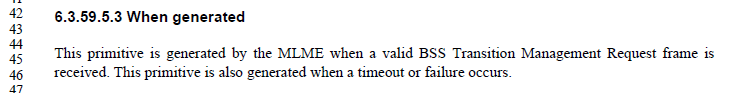 42
6.3.59.5.3 When generated
43
44
This primitive is generated by the MLME when a valid BSS Transition Management Request frame is
45
46
received. This primitive is also generated when a timeout or failure occurs.
47